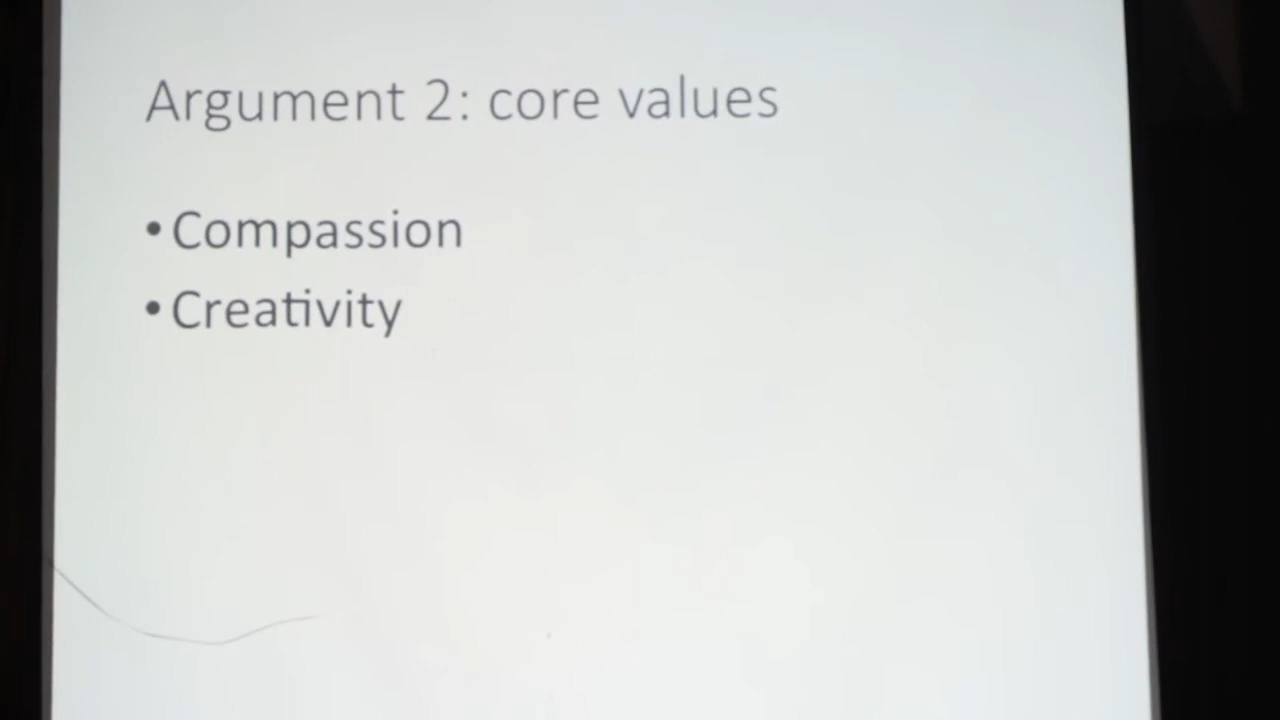 Argument 2: core values
• Compassion
• Creativity